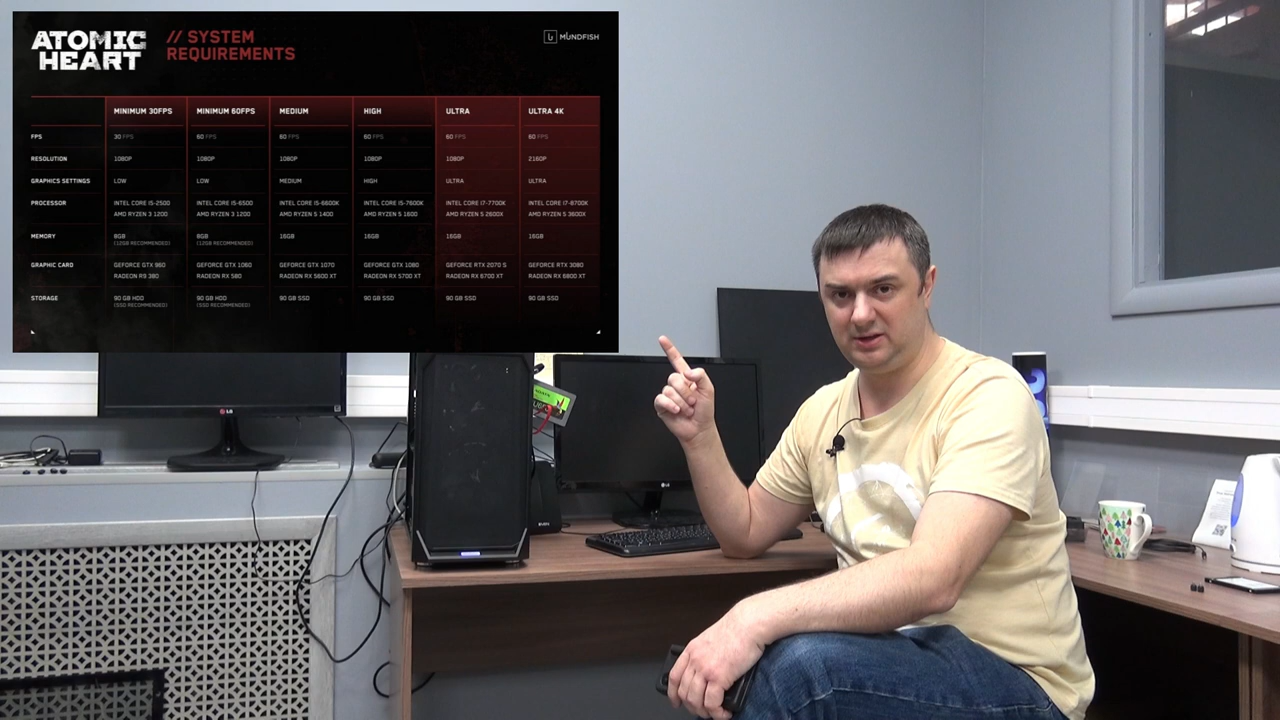 ATOMIC
HEART
// SYSTEM
REQUIREMENTS
MUNDFISH
MINIMUM 30FPS MINIMUM 60FPS MEDIUM HIGH ULTRA ULTRA 4K
FPS 30 FPS 60 FPS 60 FPS 60 FPS 60 FPS 60 FPS
RESOLUTION 1080P 1080P 1080P 1080P 1080P 2160P
GRAPHICS SETTINGS LOW LOW MEDIUM HIGH ULTRA ULTRA
PROCESSOR INTEL CORE I5-2500 INTEL CORE I5-6500 INTEL CORE I5-6600K INTEL CORE I5-7600K INTEL CORE I7-7700K INTEL CORE I7-8700K
AMD RYZEN 3 1200 AMD RYZEN 3 1200 AMD RYZEN 5 1400 AMD RYZEN 5 1600 AMD RYZEN 5 2600X AMD RYZEN 5 3600X
MEMORY 8GB 8GB 16GB 16GB 16GB 16GB
(12GB RECOMMENDED) (12GB RECOMMENDED)
GRAPHIC CARD GEFORCE GTX 960 GEFORCE GTX 1060 GEFORCE GTX 1070 GEFORCE GTX 1080 GEFORCE RTX 2070 S GEFORCE RTX 3080
RADEON R9 380 RADEON RX 580 RADEON RX 5600 XT RADEON RX 5700 XT RADEON RX 6700 XT RADEON RX 6800 XT
STORAGE 90 GB HDD 90 GB HDD 90 GB SSD 90 GB SSD 90 GB SSD 90 GB SSD
(SSD RECOMMENDED) (SSD RECOMMENDED)
LG
LG